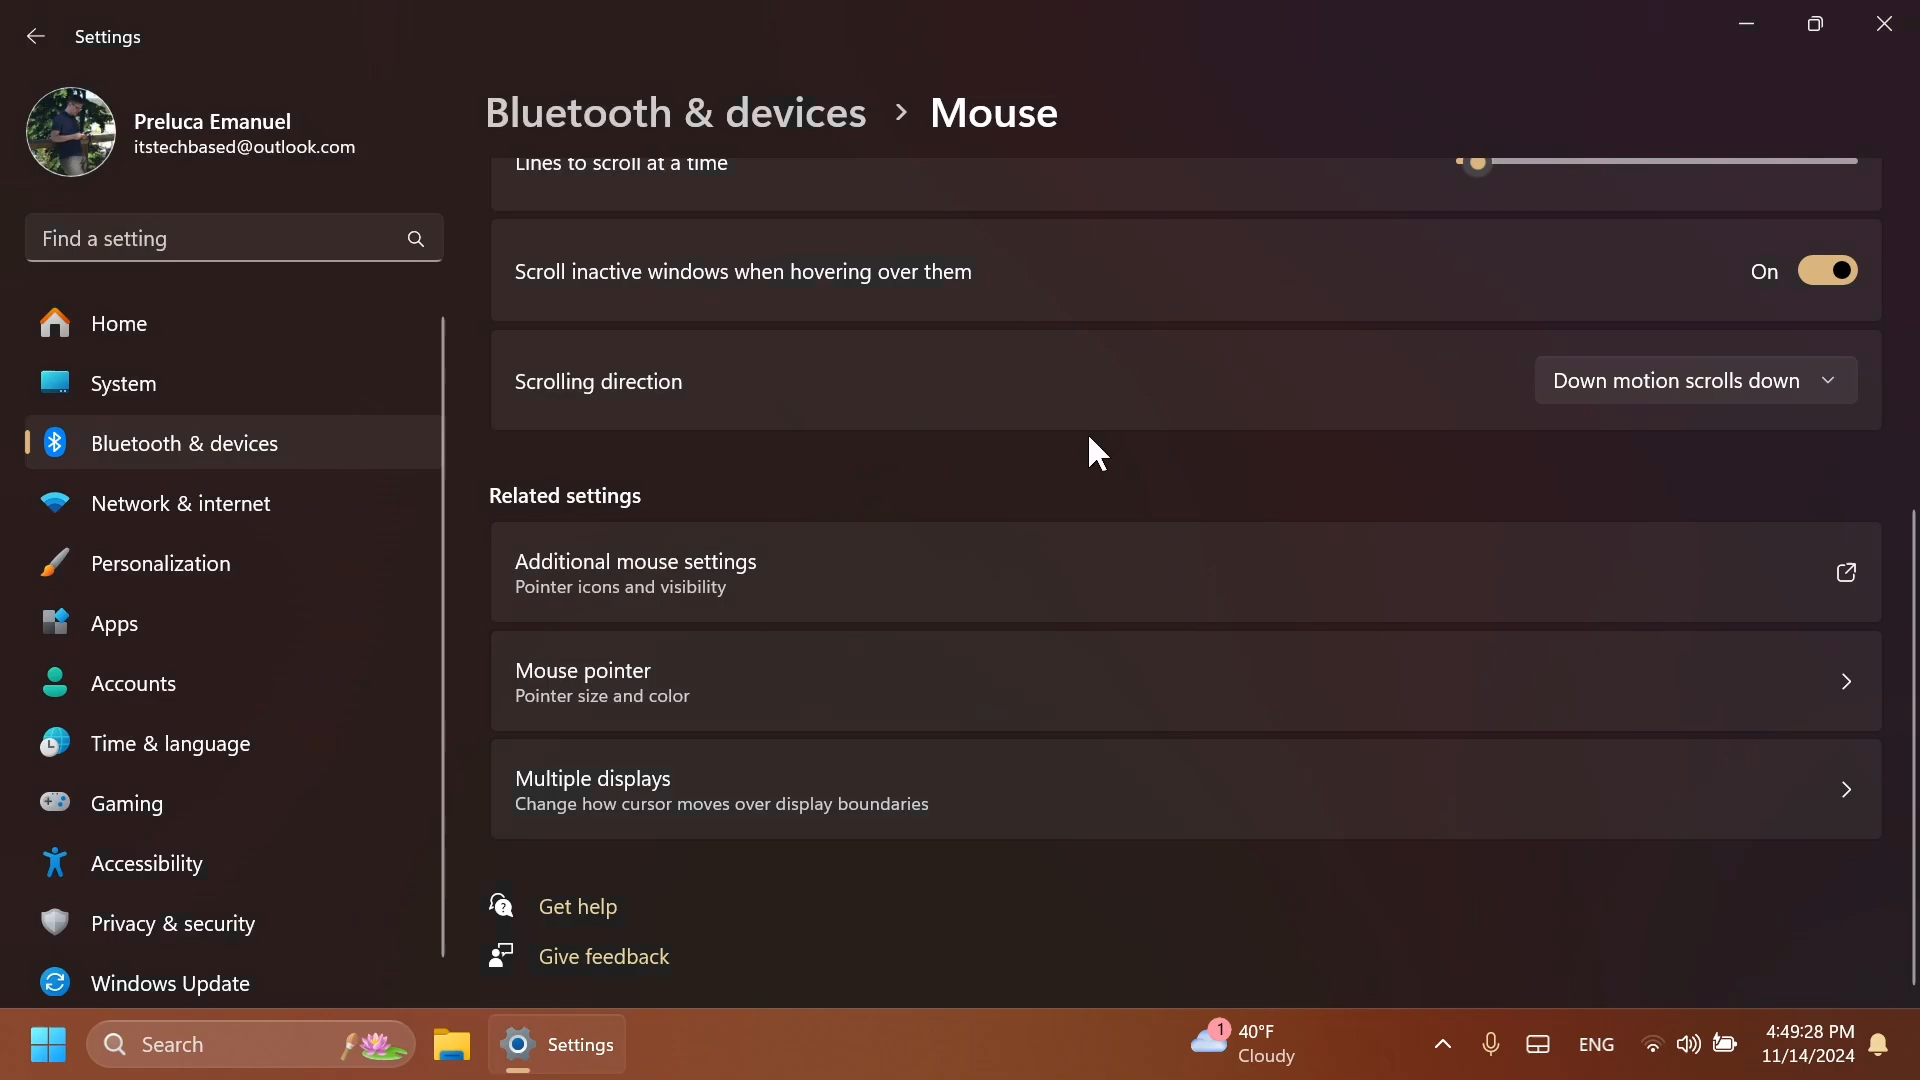 Settings
Preluca Emanuel
itstechbased@outlook.com
Find a setting
Home
System
Bluetooth & devices
Network & internet
Personalization
Apps
Accounts
Time & language
Gaming
Accessibility
Privacy & security
Windows Update
Bluetooth & devices > Mouse
Lines to scroll at a time
Scroll inactive windows when hovering over them
On
Scrolling direction
Down motion scrolls down
Related settings
Additional mouse settings
Pointer icons and visibility
Mouse pointer
Pointer size and color
Multiple displays
Change how cursor moves over display boundaries
Get help
Give feedback
Search
Settings
1
40°F
Cloudy
ENG
4:49:28 PM
11/14/2024